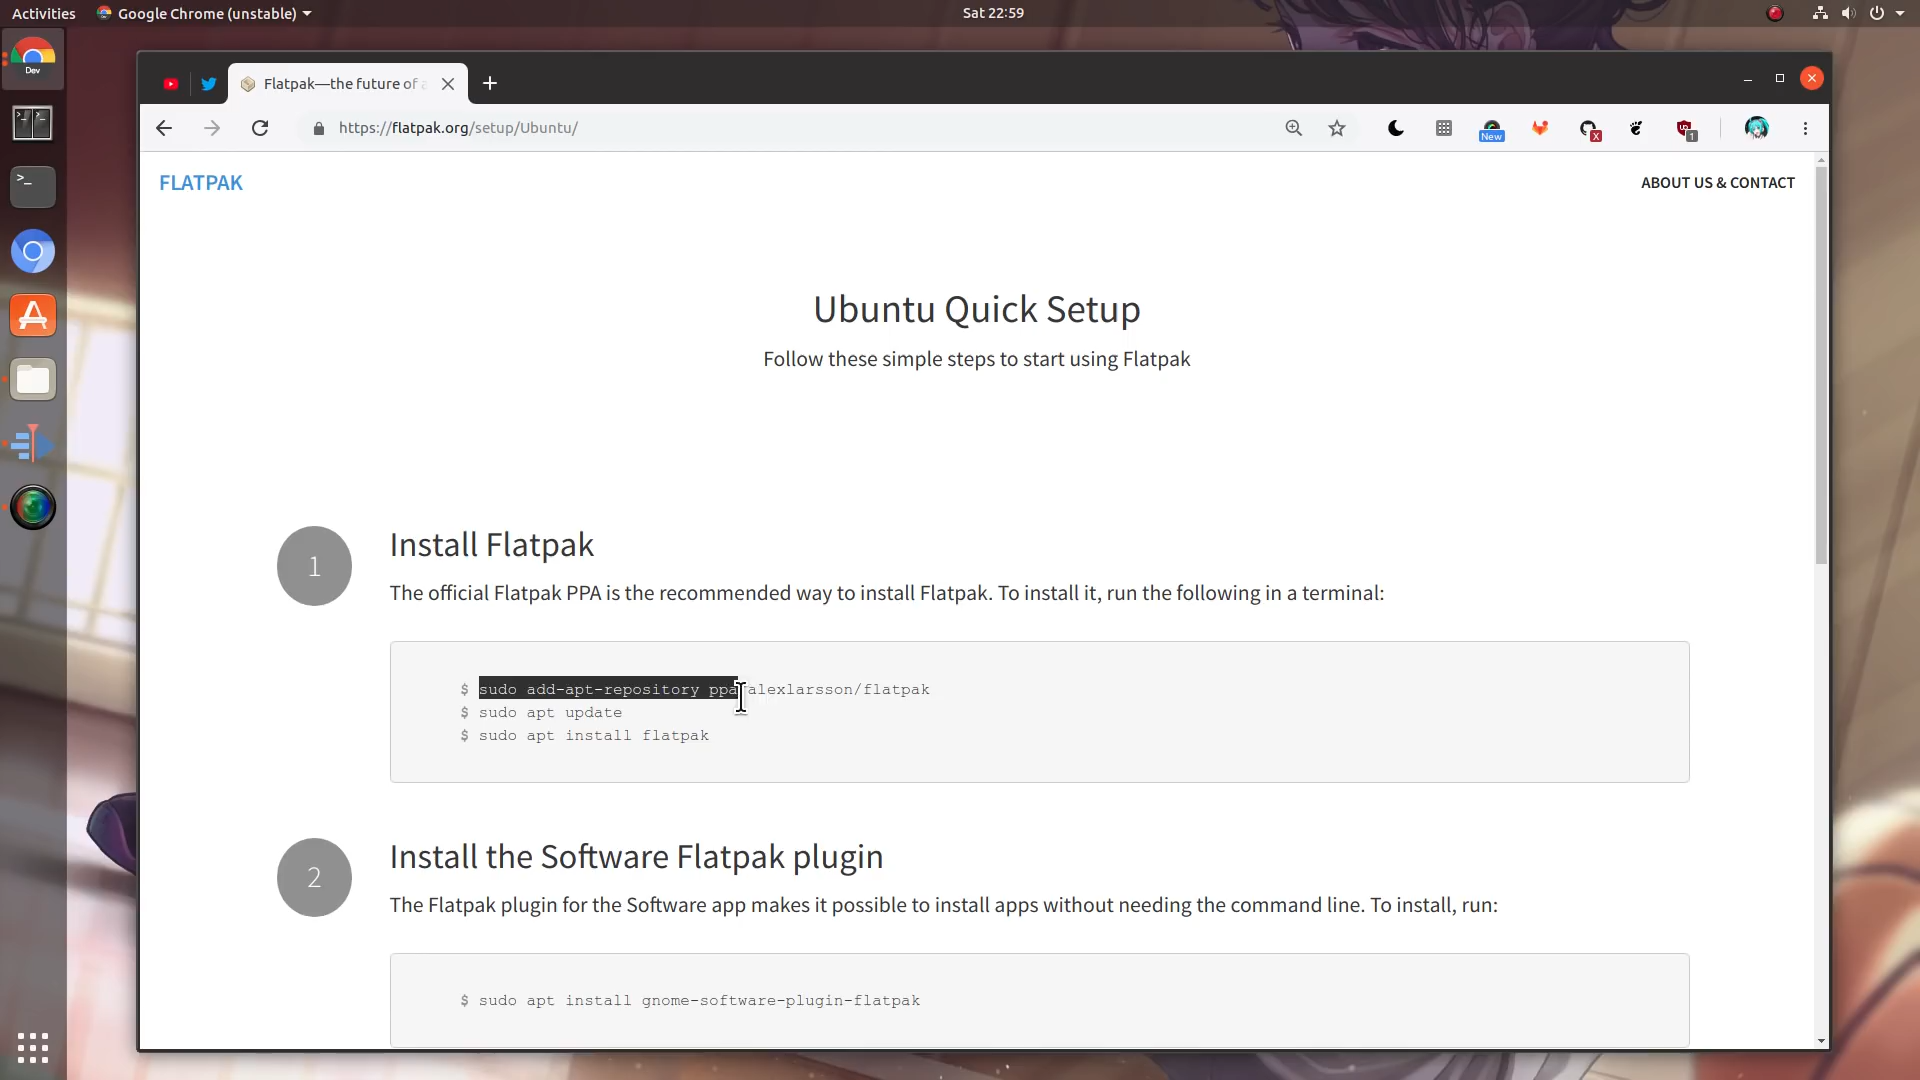 Activities Google Chrome (unstable) Sat 22:59
Dev
Flatpak—the future of a
https://flatpak.org/setup/Ubuntu/
New
X
1
FLATPAK ABOUT US & CONTACT
Ubuntu Quick Setup
Follow these simple steps to start using Flatpak
1 Install Flatpak
The official Flatpak PPA is the recommended way to install Flatpak. To install it, run the following in a terminal:
$ sudo add-apt-repository ppa:alexlarsson/flatpak
$ sudo apt update
$ sudo apt install flatpak
2 Install the Software Flatpak plugin
The Flatpak plugin for the Software app makes it possible to install apps without needing the command line. To install, run:
$ sudo apt install gnome-software-plugin-flatpak